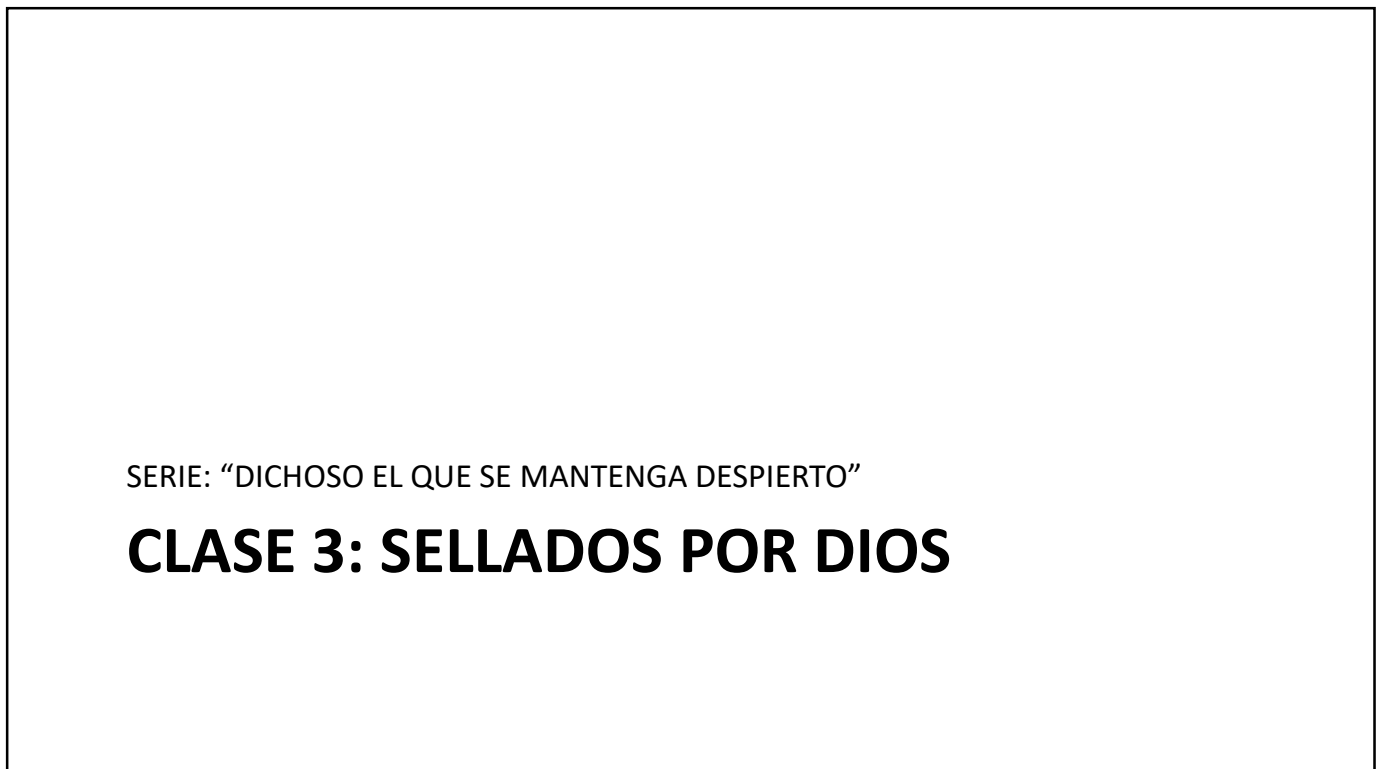 SERIE: “DICHOSO EL QUE SE MANTENGA DESPIERTO”
CLASE 3: SELLADOS POR DIOS